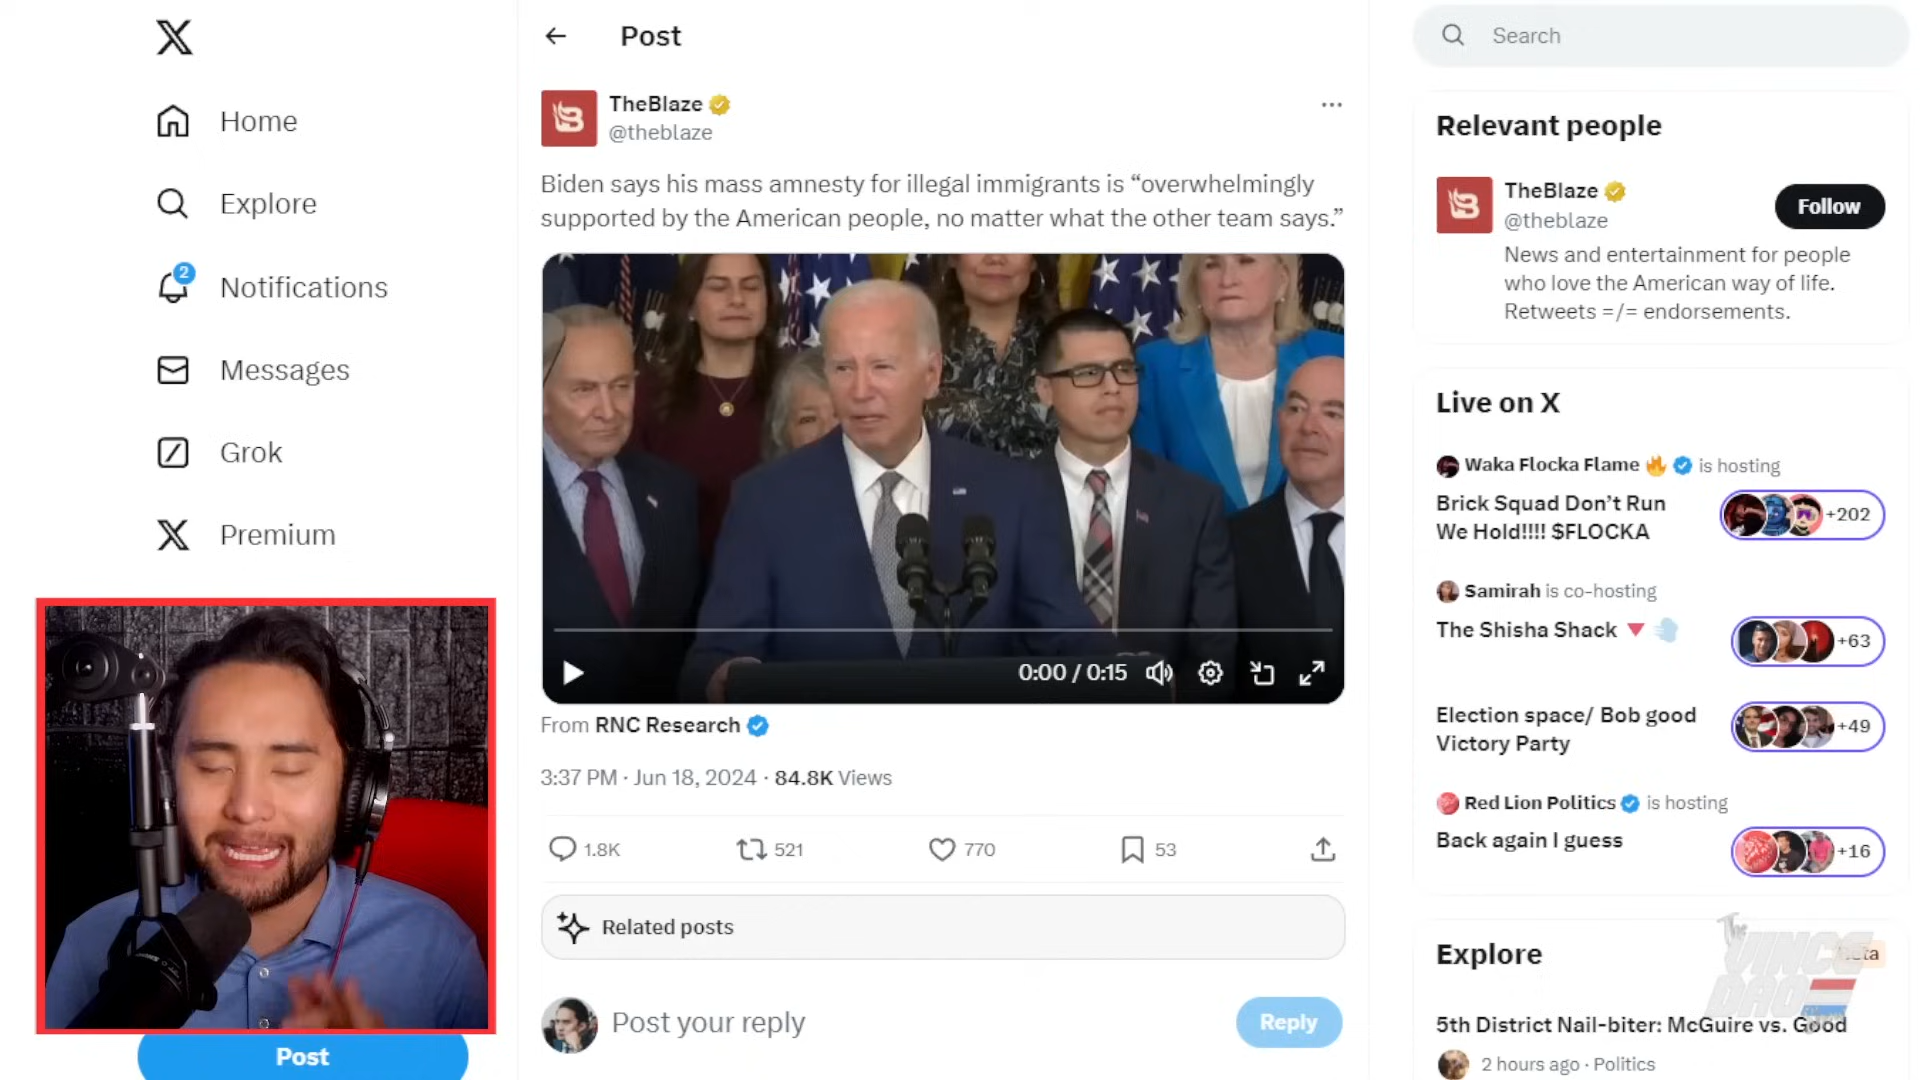 Home
Explore
2
Notifications
Messages
Grok
Premium
Post
Post
TheBlaze
@theblaze
Biden says his mass amnesty for illegal immigrants is “overwhelmingly
supported by the American people, no matter what the other team says.”
0:00 / 0:15
From RNC Research
3:37 PM · Jun 18, 2024 · 84.8K Views
1.8K
521
770
53
Related posts
Post your reply
Reply
Search
Relevant people
TheBlaze
@theblaze
Follow
News and entertainment for people
who love the American way of life.
Retweets =/= endorsements.
Live on X
Waka Flocka Flame is hosting
Brick Squad Don’t Run
We Hold!!!! $FLOCKA
+202
Samirah is co-hosting
The Shisha Shack
+63
Election space/ Bob good
Victory Party
+49
Red Lion Politics is hosting
Back again I guess
+16
Explore
The
VINCE
DAO
5th District Nail-biter: McGuire vs. Good
2 hours ago · Politics